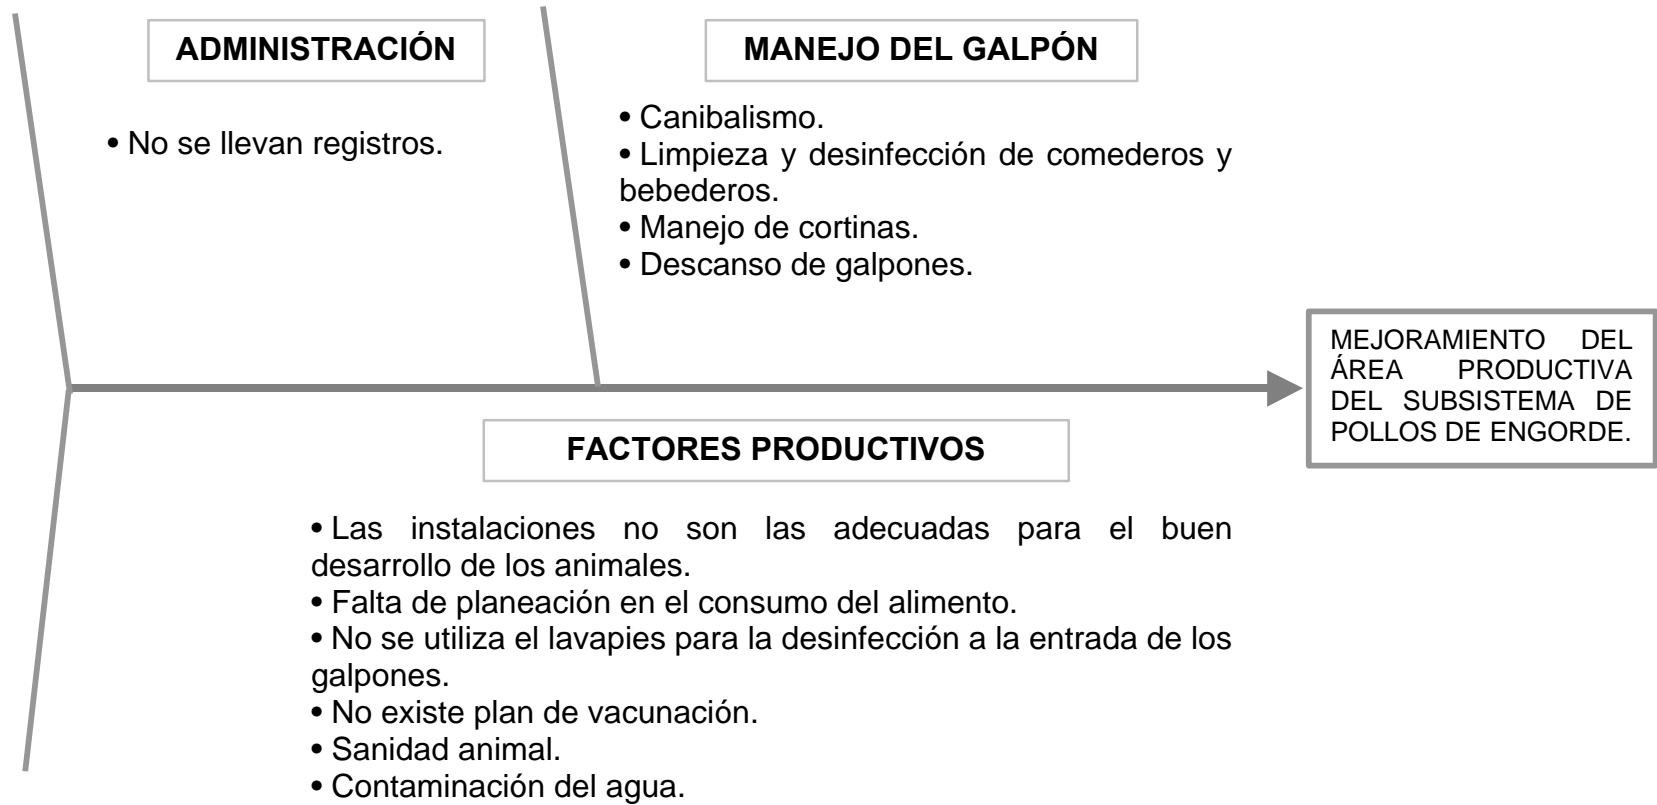 ADMINISTRACIÓN
• No se llevan registros.
MANEJO DEL GALPÓN
• Canibalismo.
• Limpieza y desinfección de comederos y
bebederos.
• Manejo de cortinas.
• Descanso de galpones.
MEJORAMIENTO DEL
ÁREA PRODUCTIVA
DEL SUBSISTEMA DE
POLLOS DE ENGORDE.
FACTORES PRODUCTIVOS
• Las instalaciones no son las adecuadas para el buen
desarrollo de los animales.
• Falta de planeación en el consumo del alimento.
• No se utiliza el lavapies para la desinfección a la entrada de los
galpones.
• No existe plan de vacunación.
• Sanidad animal.
• Contaminación del agua.